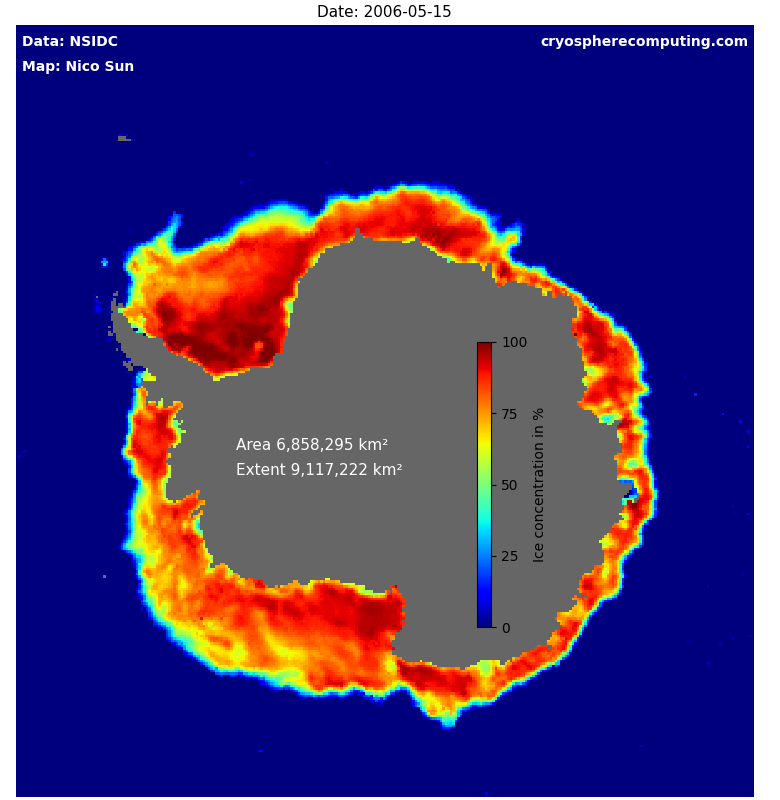 Date: 2006-05-15
Data: NSIDC
cryospherecomputing.com
Map: Nico Sun
100
75
50
25
0
Ice concentration in %
Area 6,858,295 km²
Extent 9,117,222 km²